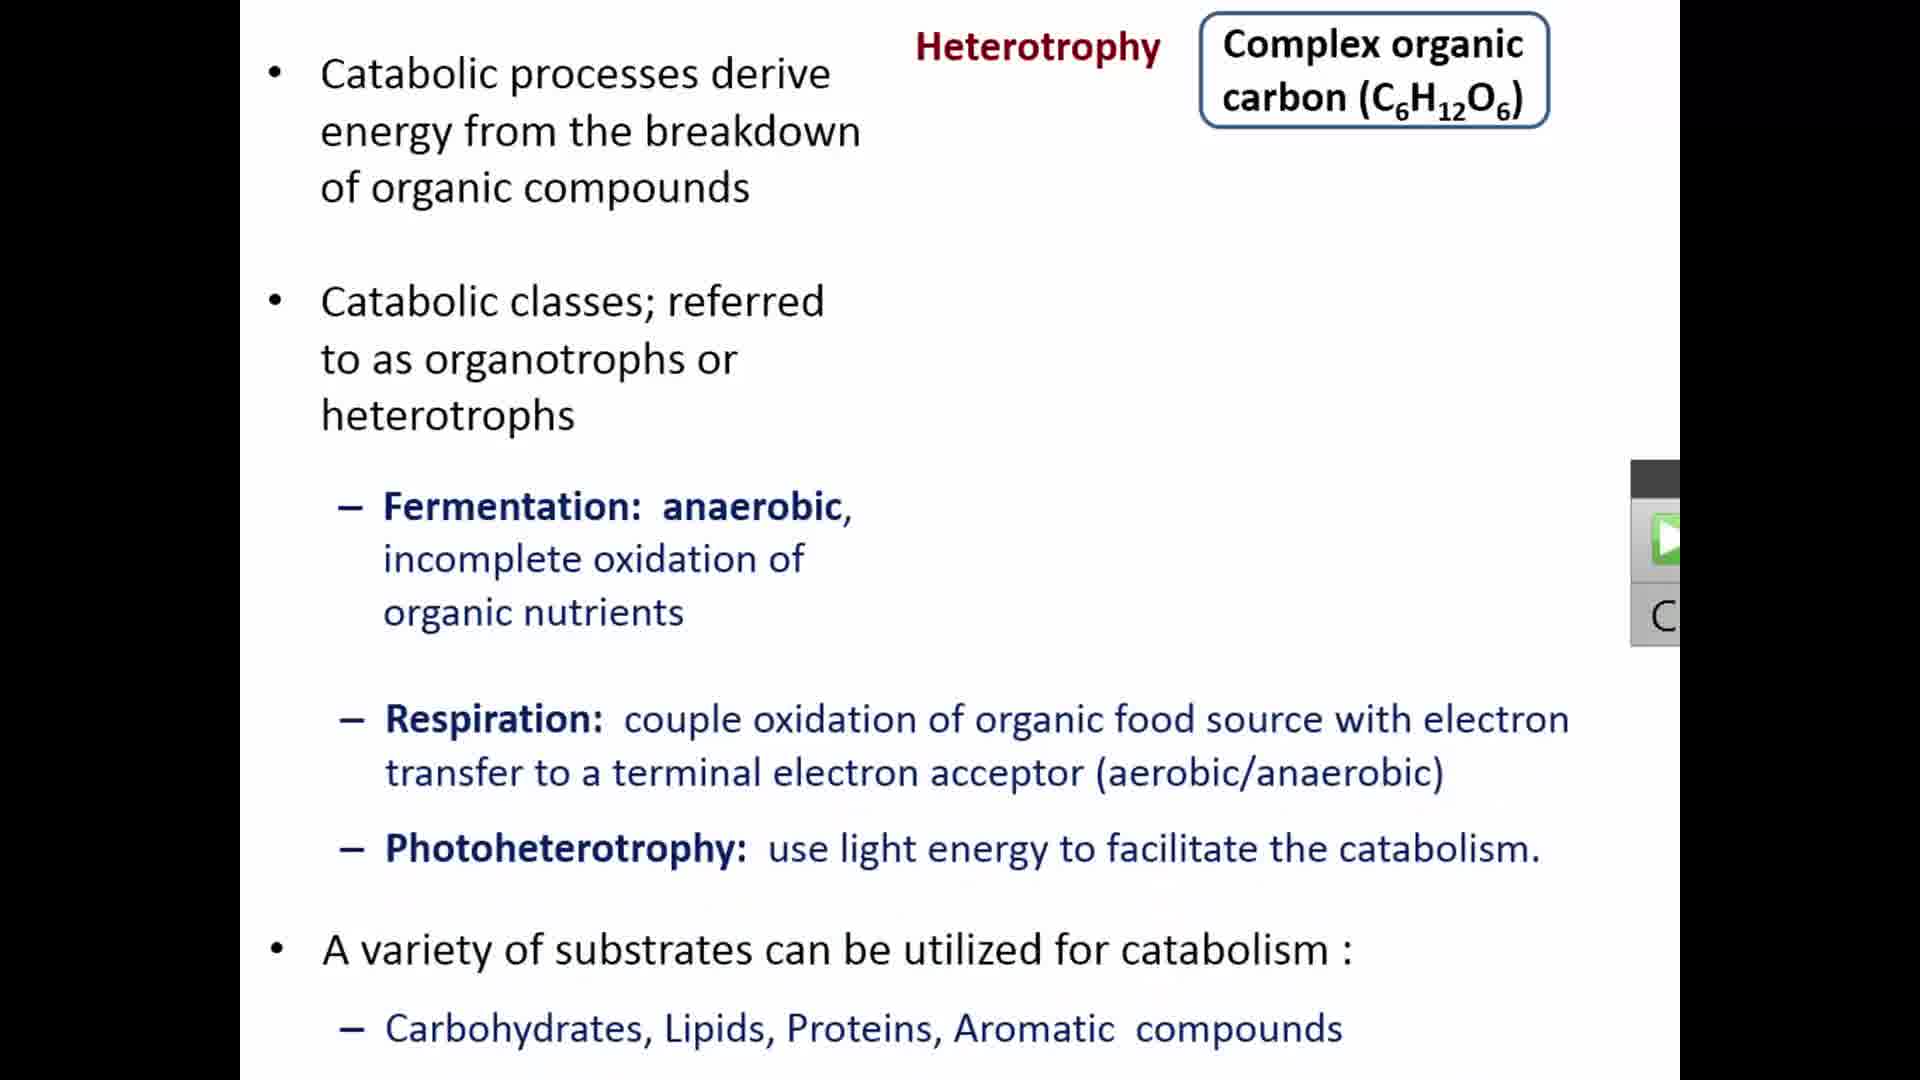 Heterotrophy
Complex organic
carbon (C₆H₁₂O₆)
• Catabolic processes derive
energy from the breakdown
of organic compounds
• Catabolic classes; referred
to as organotrophs or
heterotrophs
– Fermentation: anaerobic,
incomplete oxidation of
organic nutrients
– Respiration: couple oxidation of organic food source with electron
transfer to a terminal electron acceptor (aerobic/anaerobic)
– Photoheterotrophy: use light energy to facilitate the catabolism.
• A variety of substrates can be utilized for catabolism :
– Carbohydrates, Lipids, Proteins, Aromatic compounds
C